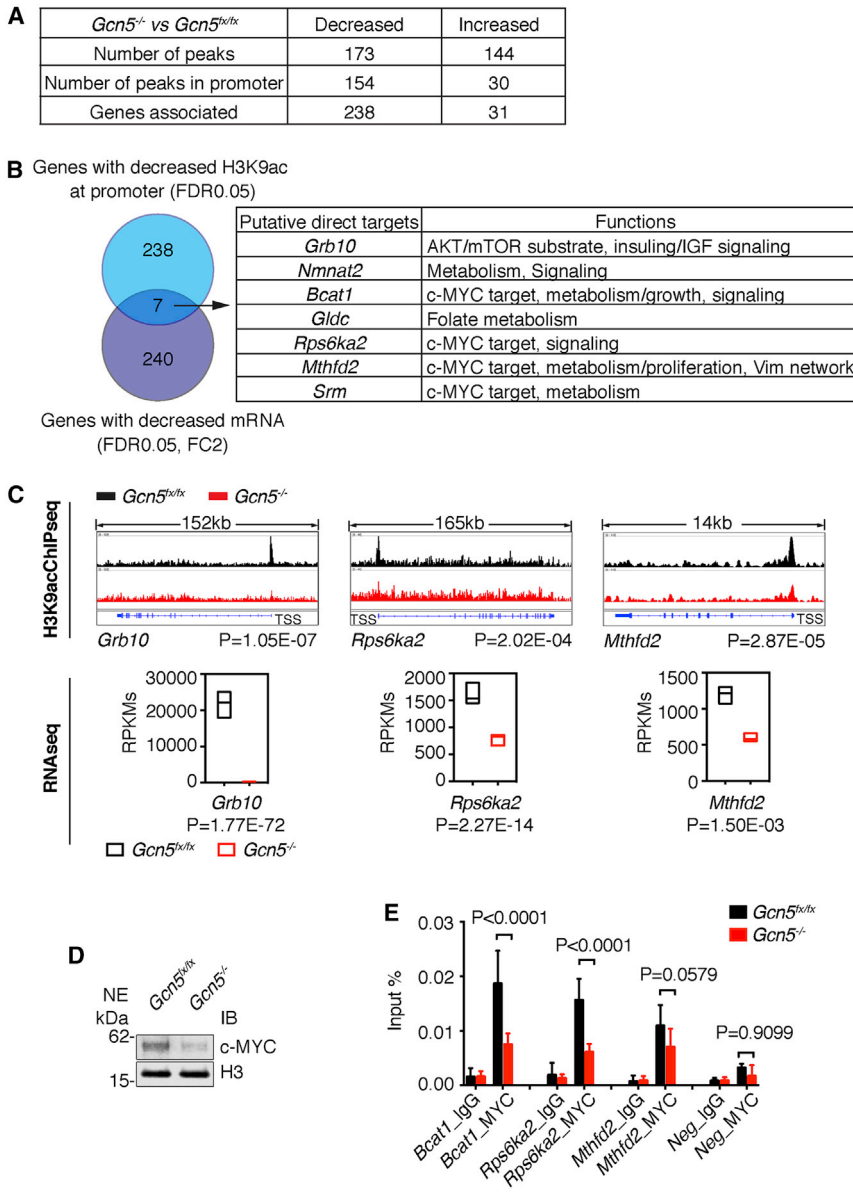 A
Gcn5-/- vs Gcn5fx/fx Decreased Increased
Number of peaks 173 144
Number of peaks in promoter 154 30
Genes associated 238 31
B
Genes with decreased H3K9ac
at promoter (FDR0.05)
238
7
240
Genes with decreased mRNA
(FDR0.05, FC2)
Putative direct targets Functions
Grb10 AKT/mTOR substrate, insuling/IGF signaling
Nmnat2 Metabolism, Signaling
Bcat1 c-MYC target, metabolism/growth, signaling
Gldc Folate metabolism
Rps6ka2 c-MYC target, signaling
Mthfd2 c-MYC target, metabolism/proliferation, Vim network
Srm c-MYC target, metabolism
C
Gcn5fx/fx Gcn5-/-
H3K9acChIPseq
152kb 165kb 14kb
TSS TSS TSS
Grb10 P=1.05E-07 Rps6ka2 P=2.02E-04 Mthfd2 P=2.87E-05
RNAseq
RPKMs
30000
20000
10000
0
Grb10
P=1.77E-72
RPKMs
2000
1500
1000
500
0
Rps6ka2
P=2.27E-14
RPKMs
1500
1000
500
0
Mthfd2
P=1.50E-03
Gcn5fx/fx Gcn5-/-
D
Gcn5fx/fx Gcn5-/-
NE
kDa IB
62- c-MYC
15- H3
E
Gcn5fx/fx
Gcn5-/-
Input %
0.03
0.02
0.01
0.00
P<0.0001
P<0.0001
P=0.0579
P=0.9099
Bcat1_IgG
Bcat1_MYC
Rps6ka2_IgG
Rps6ka2_MYC
Mthfd2_IgG
Mthfd2_MYC
Neg_IgG
Neg_MYC